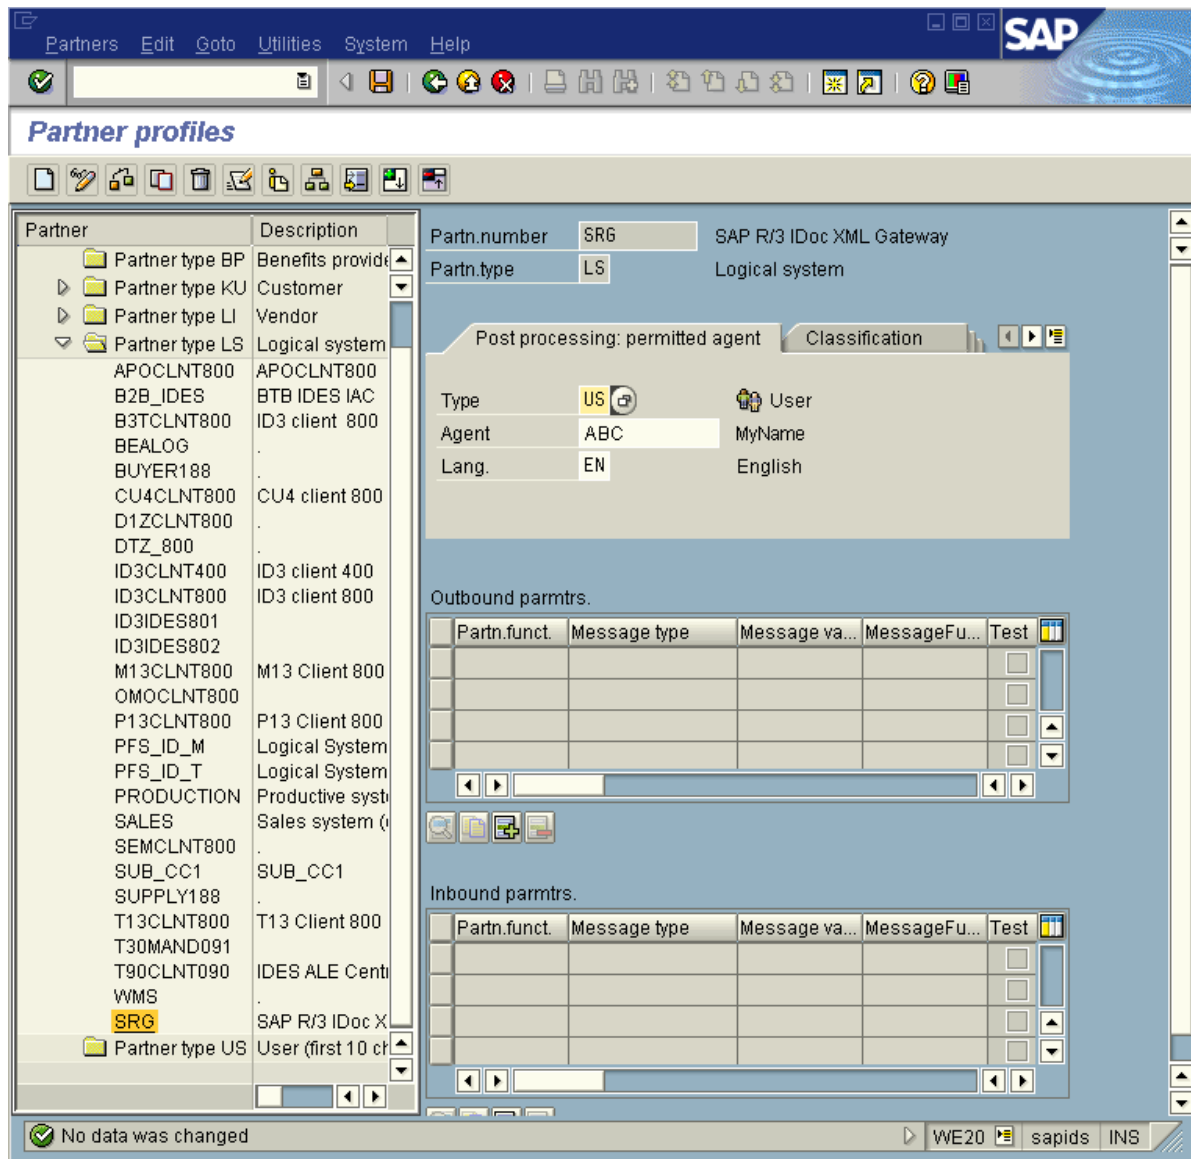 Partners Edit Goto Utilities System Help
SAP
Partner profiles
Partner Description
Partner type BP Benefits provide
Partner type KU Customer
Partner type LI Vendor
Partner type LS Logical system
APOCLNT800 APOCLNT800
B2B_IDES BTB IDES IAC
B3TCLNT800 ID3 client 800
BEALOG .
BUYER188 .
CU4CLNT800 CU4 client 800
D1ZCLNT800 .
DTZ_800 .
ID3CLNT400 ID3 client 400
ID3CLNT800 ID3 client 800
ID3IDES801
ID3IDES802
M13CLNT800 M13 Client 800
OMOCLNT800
P13CLNT800 P13 Client 800
PFS_ID_M Logical System
PFS_ID_T Logical System
PRODUCTION Productive syst
SALES Sales system (
SEMCLNT800 .
SUB_CC1 SUB_CC1
SUPPLY188 .
T13CLNT800 T13 Client 800
T30MAND091
T90CLNT090 IDES ALE Cent
WMS .
SRG SAP R/3 IDoc X
Partner type US User (first 10 ch
Partn.number SRG SAP R/3 IDoc XML Gateway
Partn.type LS Logical system
Post processing: permitted agent Classification
Type US User
Agent ABC MyName
Lang. EN English
Outbound parmtrs.
Partn.funct. Message type Message va... MessageFu... Test
Inbound parmtrs.
Partn.funct. Message type Message va... MessageFu... Test
No data was changed WE20 sapids INS